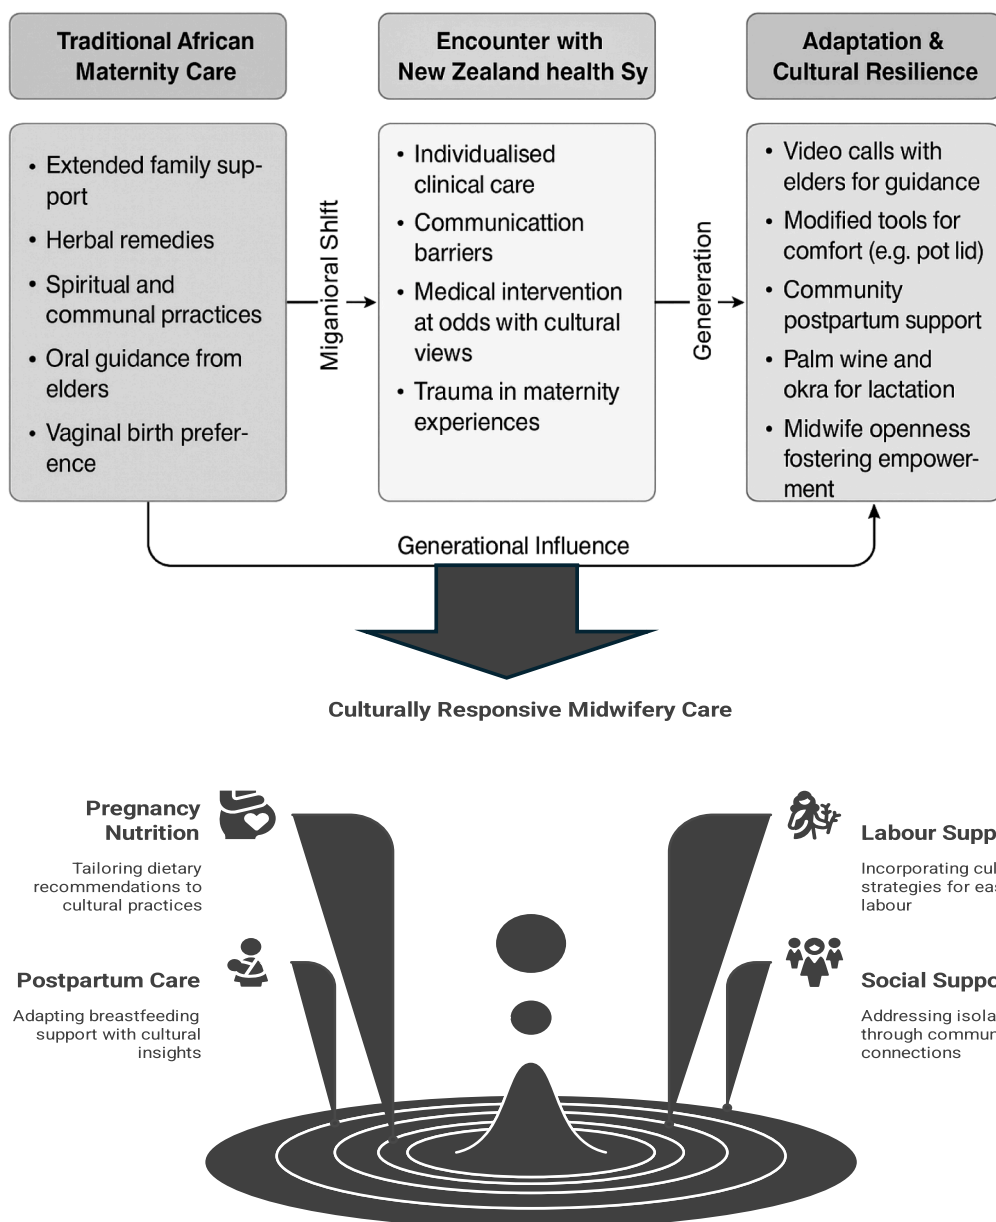 Traditional African
Maternity Care
Encounter with
New Zealand health Sy
Adaptation &
Cultural Resilience
• Extended family sup-
port
• Herbal remedies
• Spiritual and
communal prractices
• Oral guidance from
elders
• Vaginal birth prefer-
ence
Miganioral Shift
• Individualised
clinical care
• Communicattion
barriers
• Medical intervention
at odds with cultural
views
• Trauma in maternity
experiences
Genereration
• Video calls with
elders for guidance
• Modified tools for
comfort (e.g. pot lid)
• Community
postpartum support
• Palm wine and
okra for lactation
• Midwife openness
fostering empower-
ment
Generational Influence
Culturally Responsive Midwifery Care
Pregnancy
Nutrition
Tailoring dietary
recommendations to
cultural practices
Postpartum Care
Adapting breastfeeding
support with cultural
insights
Labour Supp
Incorporating cul
strategies for eas
labour
Social Suppo
Addressing isola
through commun
connections